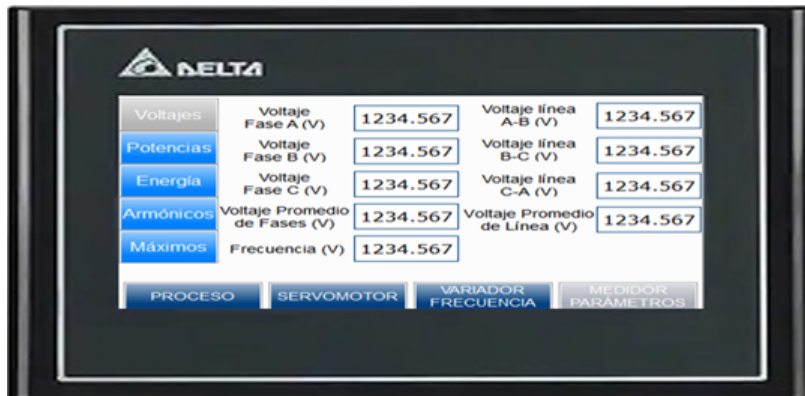 DELTA
Voltajes
Voltaje
Fase A (V)
1234.567
Voltaje línea
A-B (V)
1234.567
Potencias
Voltaje
Fase B (V)
1234.567
Voltaje línea
B-C (V)
1234.567
Energía
Voltaje
Fase C (V)
1234.567
Voltaje línea
C-A (V)
1234.567
Armónicos
Voltaje Promedio
de Fases (V)
1234.567
Voltaje Promedio
de Línea (V)
1234.567
Máximos
Frecuencia (V)
1234.567
PROCESO
SERVOMOTOR
VARIADOR
FRECUENCIA
MEDIDOR
PARÁMETROS